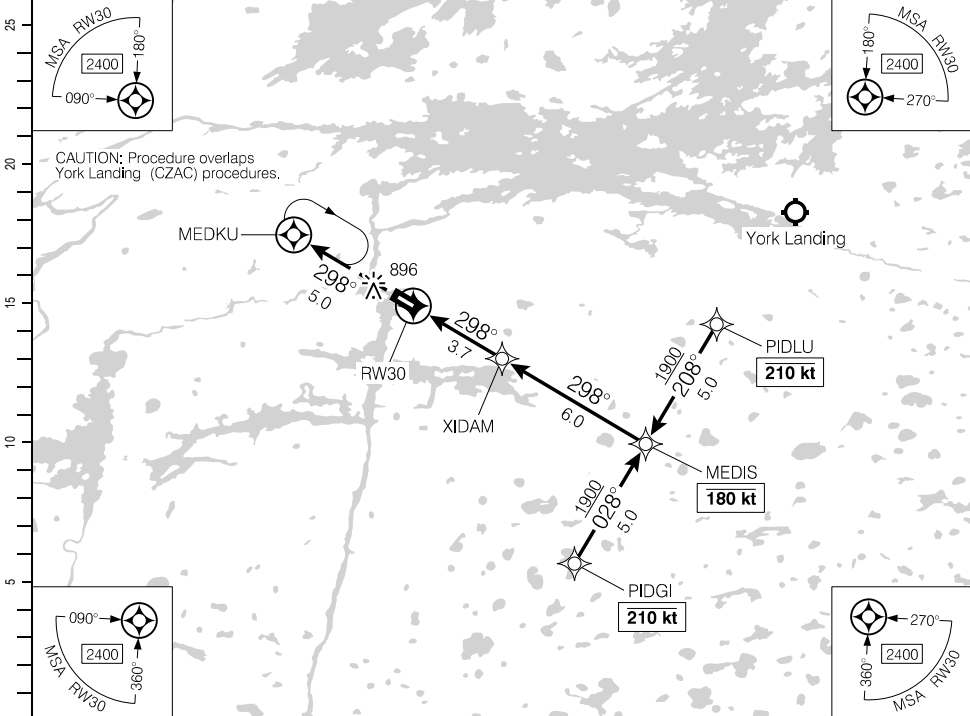 25
20
15
10
5
MSA RW30
2400
180°
090°
MSA RW30
2400
180°
270°
CAUTION: Procedure overlaps
York Landing (CZAC) procedures.
MEDKU
York Landing
896
298°
5.0
298°
3.7
RW30
PIDLU
210 kt
1900
208°
5.0
298°
6.0
XIDAM
MEDIS
180 kt
1900
028°
5.0
PIDGI
210 kt
090°
2400
360°
MSA RW30
270°
2400
360°
MSA RW30